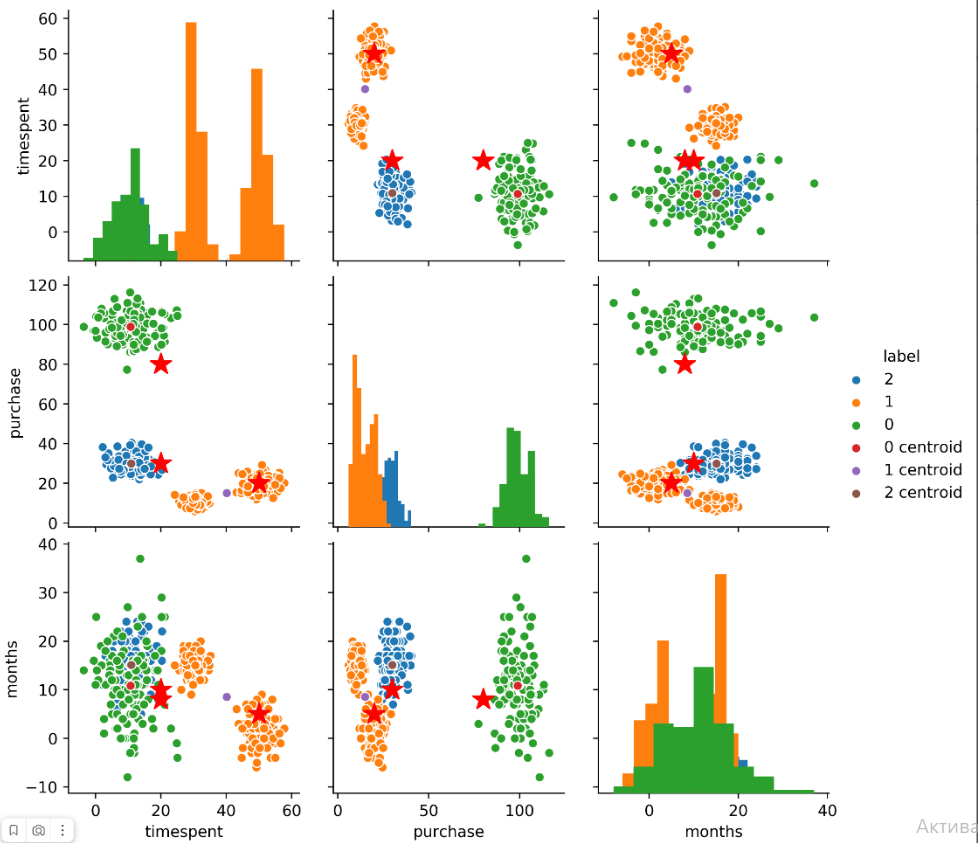 60
50
40
30
20
10
0
timespent
120
100
80
60
40
20
0
purchase
label
2
1
0
0 centroid
1 centroid
2 centroid
40
30
20
10
0
−10
months
0 20 40 60
timespent
0 50 100
purchase
0 20 40
months
Актива